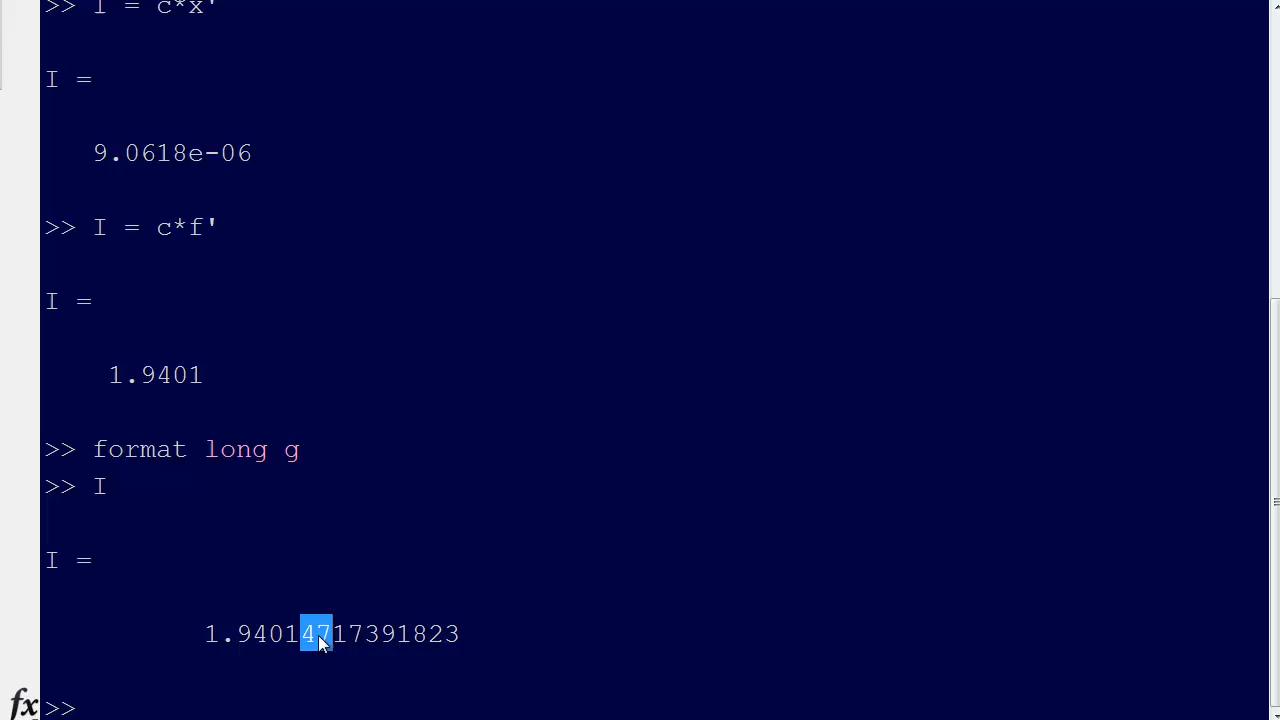 >> I = c*x'
I =
9.0618e-06
>> I = c*f'
I =
1.9401
>> format long g
>> I
I =
1.94014717391823
fx >>